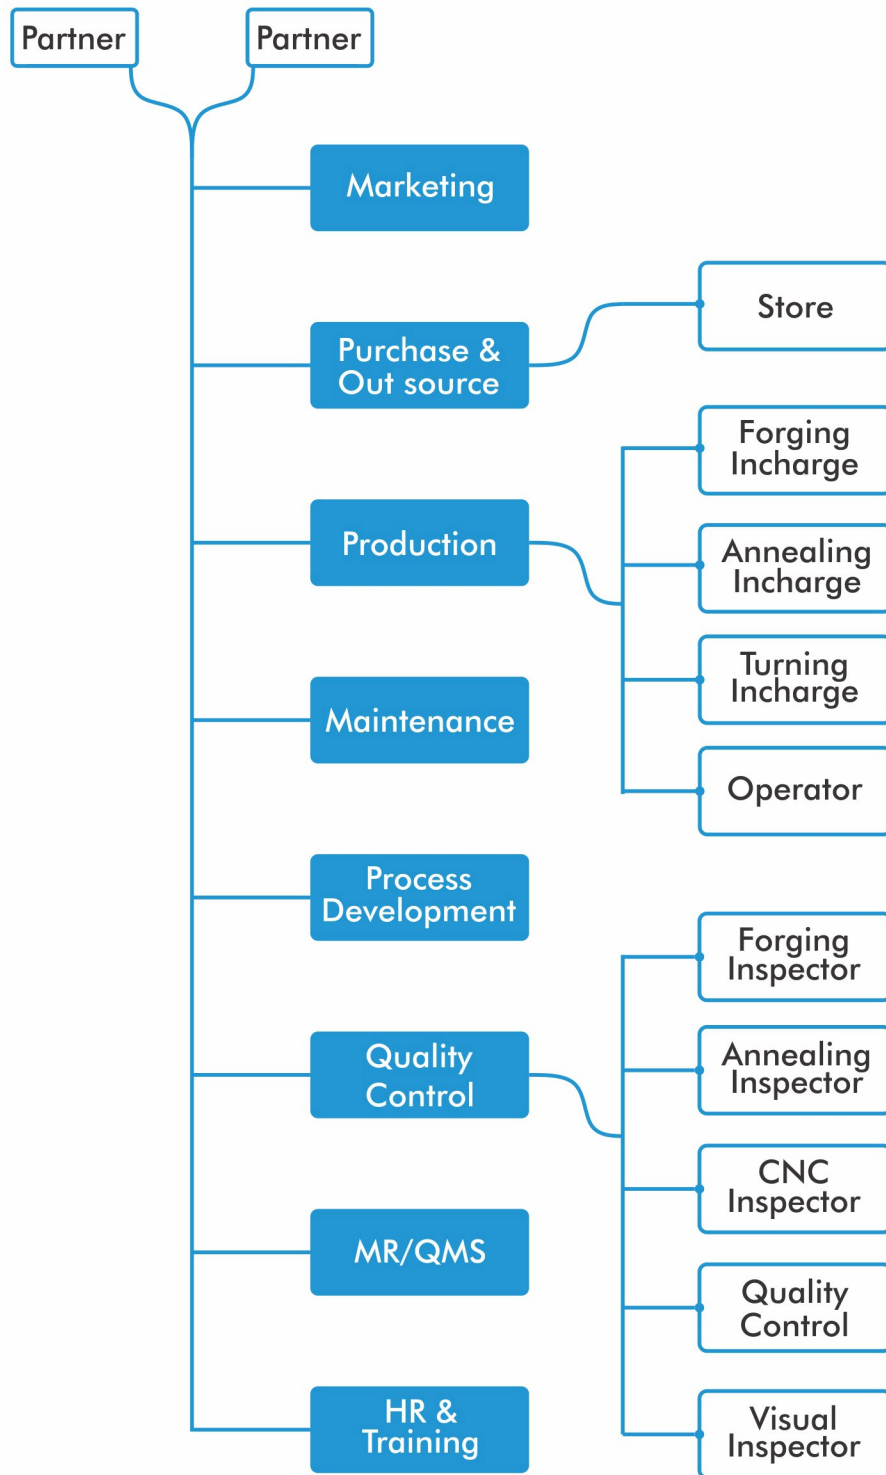 Partner
Partner
Marketing
Purchase &
Out source
Store
Production
Forging
Incharge
Annealing
Incharge
Turning
Incharge
Operator
Maintenance
Process
Development
Quality
Control
Forging
Inspector
Annealing
Inspector
CNC
Inspector
Quality
Control
Visual
Inspector
MR/QMS
HR &
Training